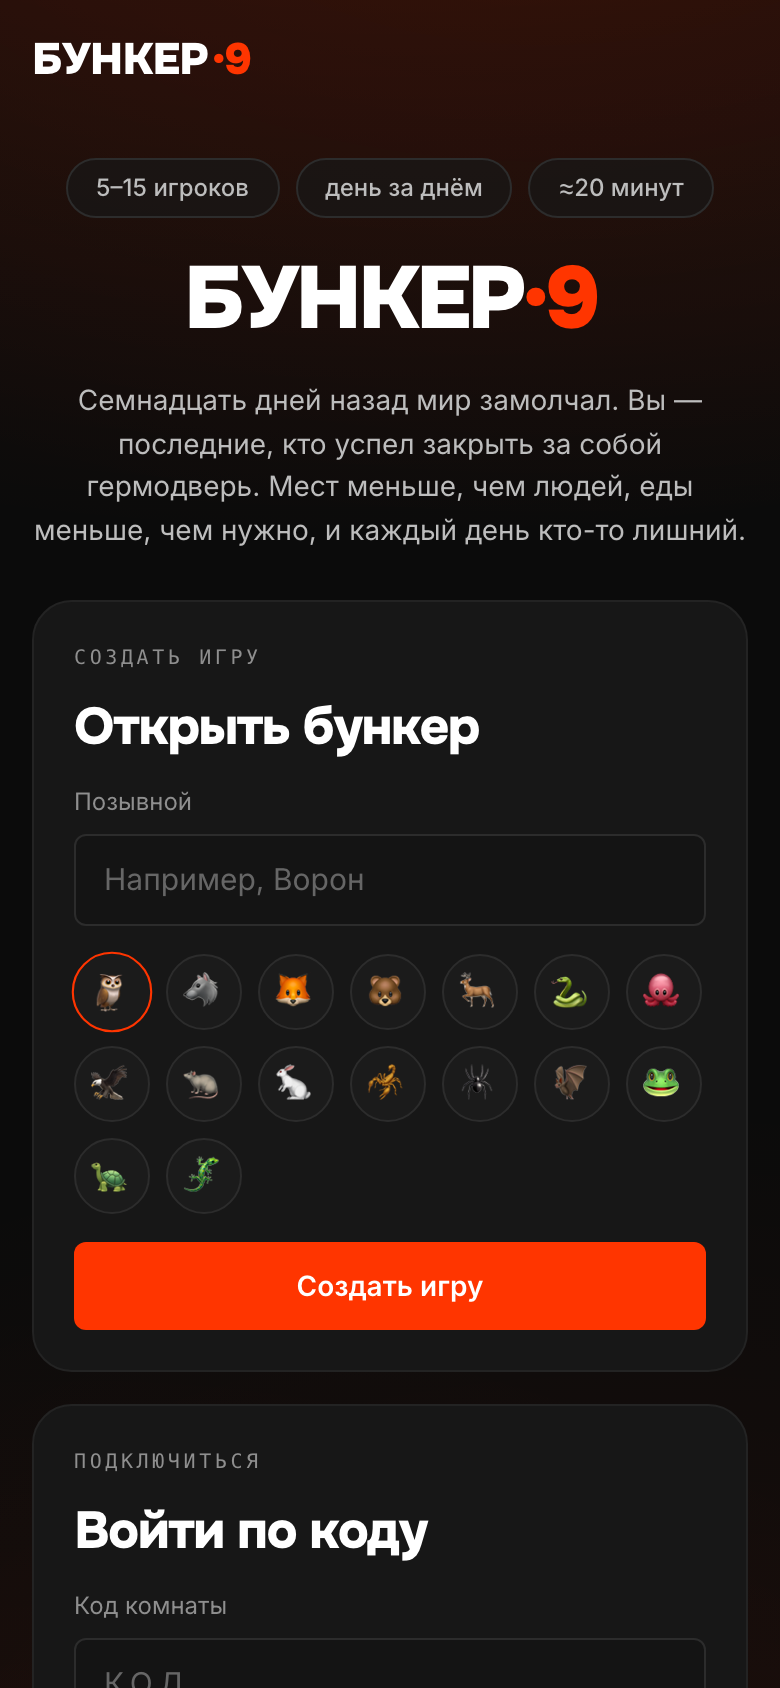 БУНКЕР·9
5–15 игроков
день за днём
≈20 минут
БУНКЕР·9
Семнадцать дней назад мир замолчал. Вы —
последние, кто успел закрыть за собой
гермодверь. Мест меньше, чем людей, еды
меньше, чем нужно, и каждый день кто-то лишний.
СОЗДАТЬ ИГРУ
Открыть бункер
Позывной
Например, Ворон
Создать игру
ПОДКЛЮЧИТЬСЯ
Войти по коду
Код комнаты
КОД